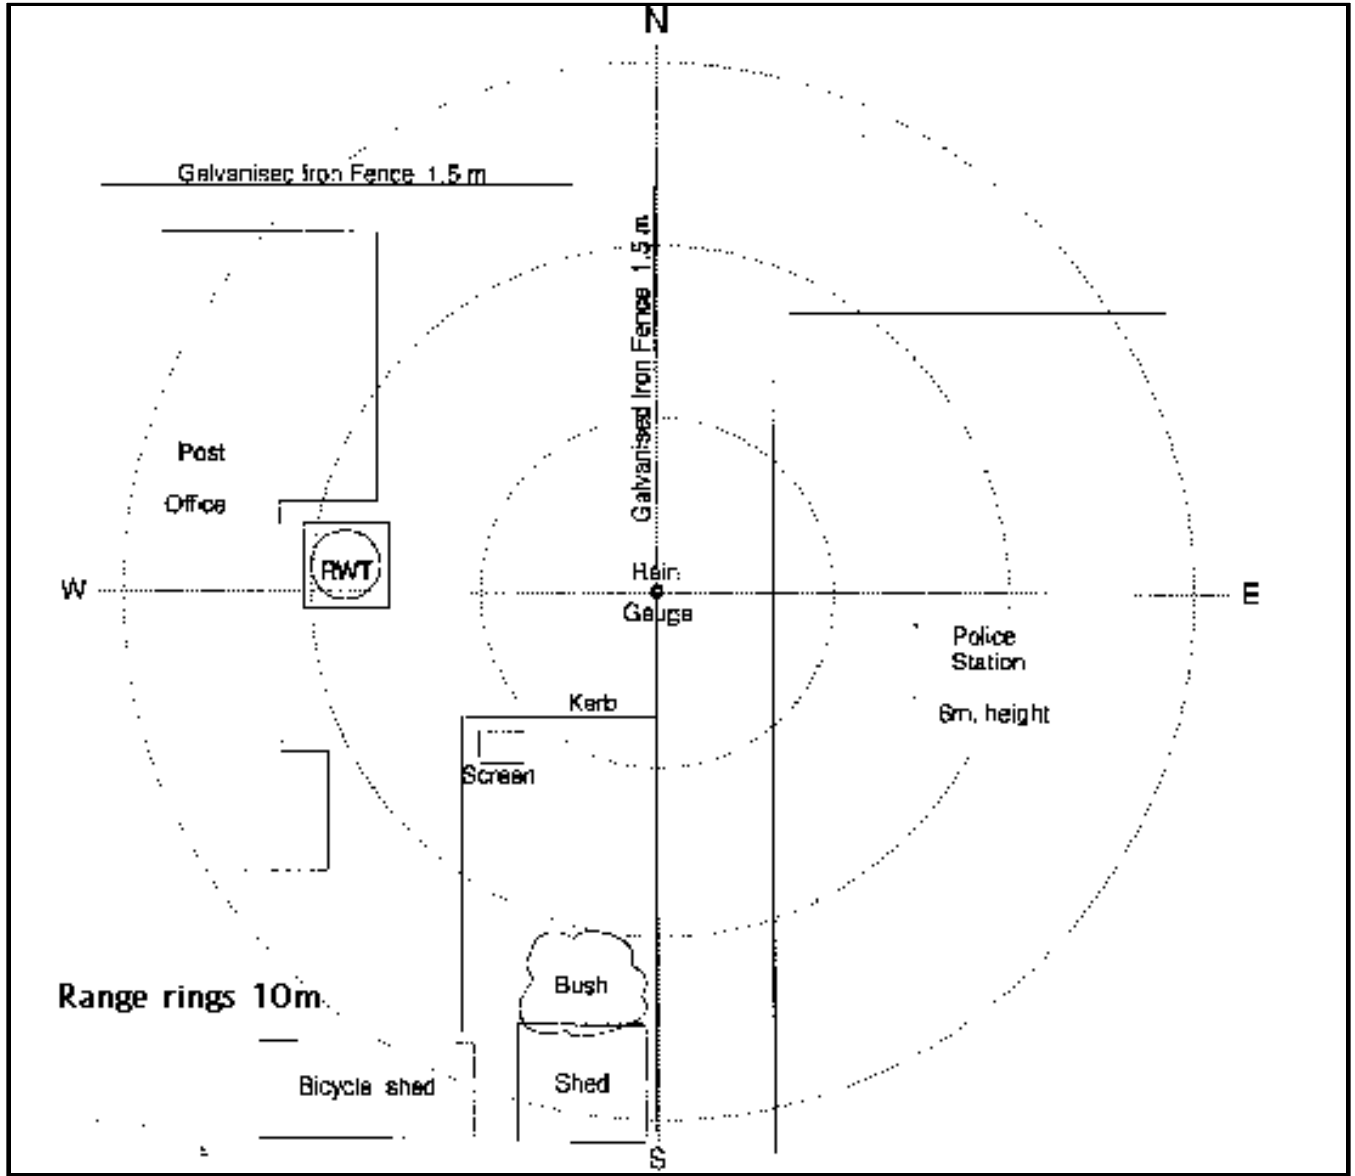 N
Galvanised Iron Fence 1.5 m
Galvanised Iron Fence 1.5 m
Post
Office
RWT
W
Rain
Gauge
E
Police
Station
6m. height
Kerb
Screen
Bush
Range rings 10m
Bicycle shed
Shed
S